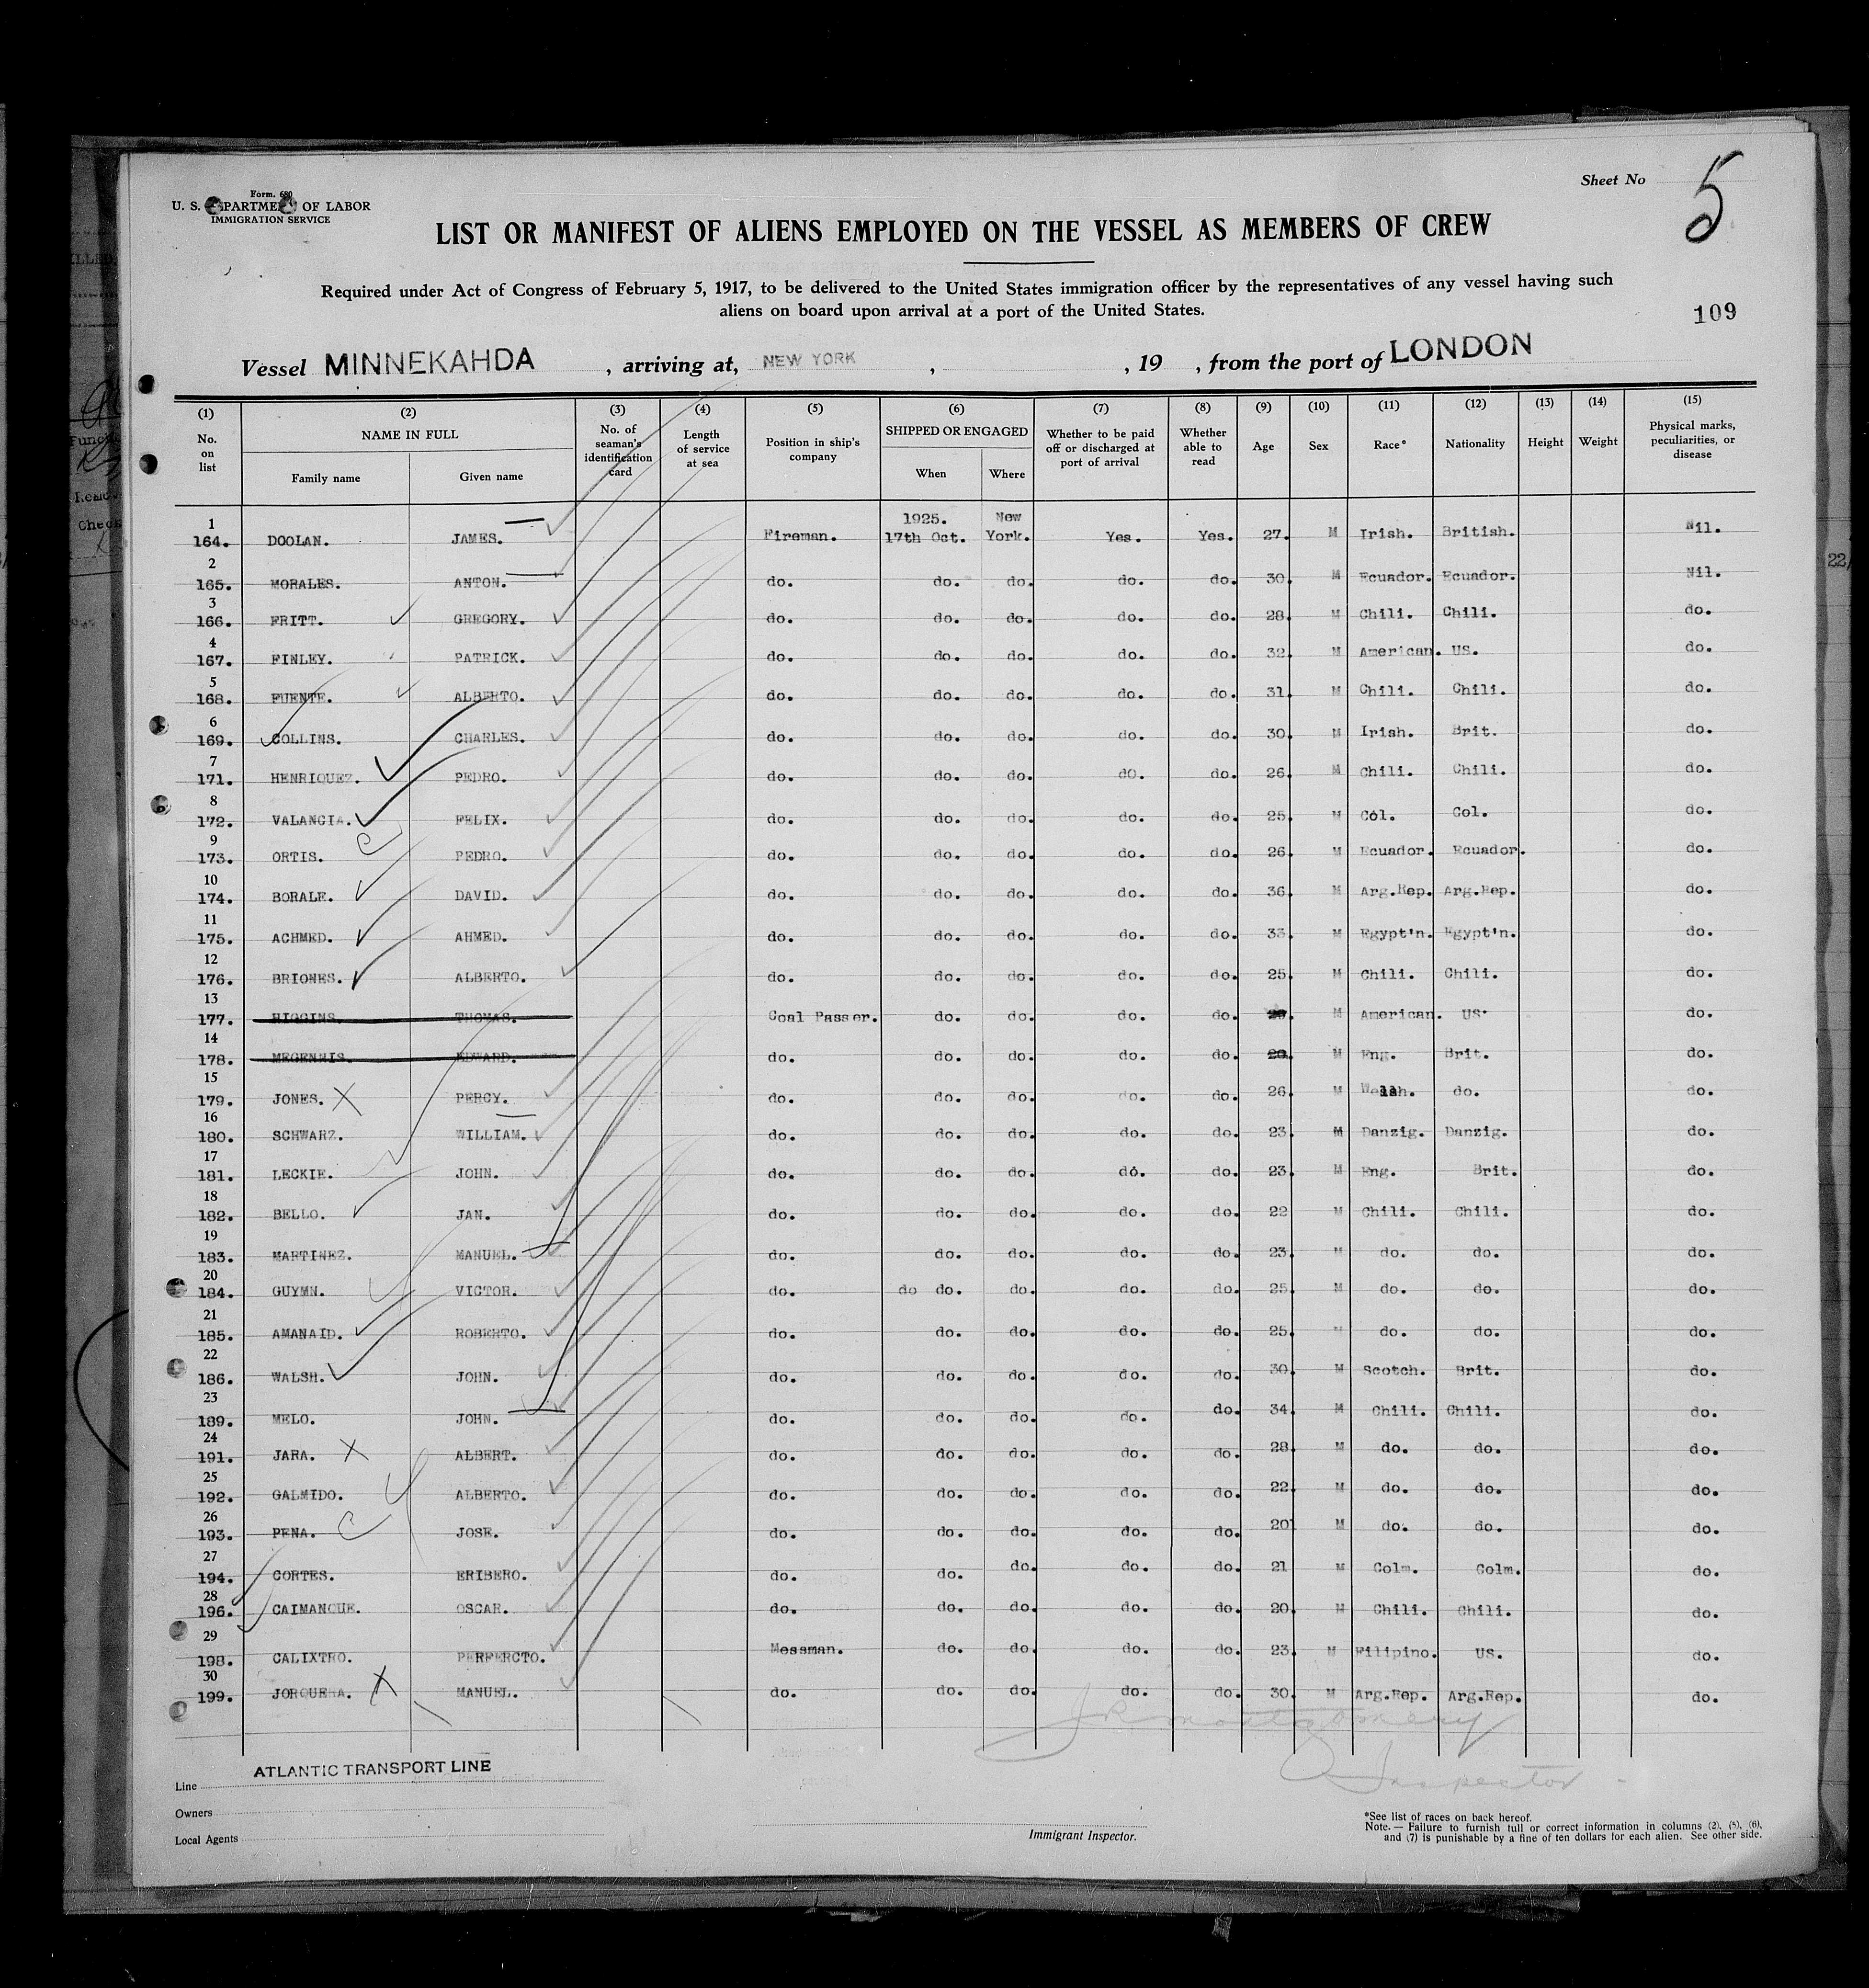 Sheet No 5
Form. 680
U. S. DEPARTMENT OF LABOR
IMMIGRATION SERVICE
LIST OR MANIFEST OF ALIENS EMPLOYED ON THE VESSEL AS MEMBERS OF CREW
Required under Act of Congress of February 5, 1917, to be delivered to the United States immigration officer by the representatives of any vessel having such
aliens on board upon arrival at a port of the United States.
109
Vessel MINNEKAHDA , arriving at, NEW YORK , , 19 , from the port of LONDON
(1) (2) (3) (4) (5) (6) (7) (8) (9) (10) (11) (12) (13) (14) (15)
No. on list NAME IN FULL Family name Given name No. of seaman's identification card Length of service at sea Position in ship's company SHIPPED OR ENGAGED When Where Whether to be paid off or discharged at port of arrival Whether able to read Age Sex Race* Nationality Height Weight Physical marks, peculiarities, or disease
1 1925. New
164. DOOLAN. JAMES. Fireman. 17th Oct. York. Yes. Yes. 27. M Irish. British. Nil.
2
165. MORALES. ANTON. do. do. do. do. do. 30. M Ecuador. Ecuador. Nil.
3
166. FRITT. GREGORY. do. do. do. do. do. 28. M Chili. Chili. do.
4
167. FINLEY. PATRICK. do. do. do. do. do. 32. M American. US. do.
5
168. FUENTE. ALBERTO. do. do. do. do. do. 31. M Chili. Chili. do.
6
169. COLLINS. CHARLES. do. do. do. do. do. 30. M Irish. Brit. do.
7
171. HENRIQUEZ. PEDRO. do. do. do. do. do. 26. M Chili. Chili. do.
8
172. VALANCIA. FELIX. do. do. do. do. do. 25. M Col. Col. do.
9
173. ORTIS. PEDRO. do. do. do. do. do. 26. M Ecuador. Ecuador. do.
10
174. BORALE. DAVID. do. do. do. do. do. 36. M Arg.Rep. Arg.Rep. do.
11
175. ACHMED. AHMED. do. do. do. do. do. 33. M Egypt'n. Egypt'n. do.
12
176. BRIONES. ALBERTO. do. do. do. do. do. 25. M Chili. Chili. do.
13
177. HIGGINS. THOMAS. Coal Passer. do. do. do. do. M American. US. do.
14
178. MEGENNIS. EDWARD. do. do. do. do. do. M Eng. Brit. do.
15
179. JONES. PERCY. do. do. do. do. do. 26. M Welsh. do. do.
16
180. SCHWARZ. WILLIAM. do. do. do. do. do. 23. M Danzig. Danzig. do.
17
181. LECKIE. JOHN. do. do. do. do. do. 23. M Eng. Brit. do.
18
182. BELLO. JAN. do. do. do. do. do. 22 M Chili. Chili. do.
19
183. MARTINEZ. MANUEL. do. do. do. do. do. 23. M do. do. do.
20
184. GUYMN. VICTOR. do. do do. do. do. do. 25. M do. do. do.
21
185. AMANAID. ROBERTO. do. do. do. do. do. 25. M do. do. do.
22
186. WALSH. JOHN. do. do. do. do. do. 30. M Scotch. Brit. do.
23
189. MELO. JOHN. do. do. do. do. do. 34. M Chili. Chili. do.
24
191. JARA. ALBERT. do. do. do. do. do. 28. M do. do. do.
25
192. GALMIDO. ALBERTO. do. do. do. do. do. 22. M do. do. do.
26
193. PENA. JOSE. do. do. do. do. do. 20 M do. do. do.
27
194. CORTES. ERIBERO. do. do. do. do. do. 21 M Colm. Colm. do.
28
196. CAIMANQUE. OSCAR. do. do. do. do. do. 20. M Chili. Chili. do.
29
198. CALIXTRO. PERFERCTO. Messman. do. do. do. do. 23. M Filipino. US. do.
30
199. JORQUERA. MANUEL. do. do. do. do. do. 30. M Arg.Rep. Arg.Rep. do.
JR Montgomery
Inspector
Line ATLANTIC TRANSPORT LINE
Owners
Local Agents
Immigrant Inspector.
*See list of races on back hereof.
Note. — Failure to furnish full or correct information in columns (2), (5), (6),
and (7) is punishable by a fine of ten dollars for each alien. See other side.